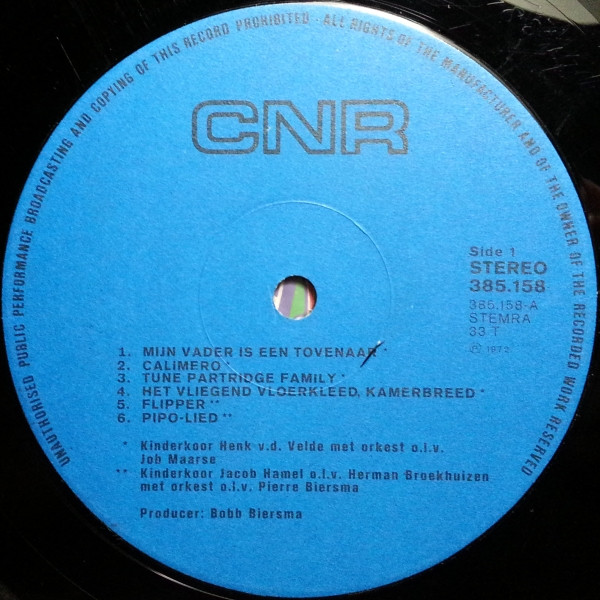 UNAUTHORISED PUBLIC PERFORMANCE BROADCASTING AND COPYING OF THIS RECORD PROHIBITED · ALL RIGHTS OF THE MANUFACTURER AND OF THE OWNER OF THE RECORDED WORK RESERVED
CNR
Side 1
STEREO
385.158
385.158-A
STEMRA
33 T
℗ 1972
1. MIJN VADER IS EEN TOVENAAR *
2. CALIMERO *
3. TUNE PARTRIDGE FAMILY *
4. HET VLIEGEND VLOERKLEED, KAMERBREED *
5. FLIPPER **
6. PIPO-LIED **
* Kinderkoor Henk v.d. Velde met orkest o.l.v.
Job Maarse
** Kinderkoor Jacob Hamel o.l.v. Herman Broekhuizen
met orkest o.l.v. Pierre Biersma
Producer: Bobb Biersma